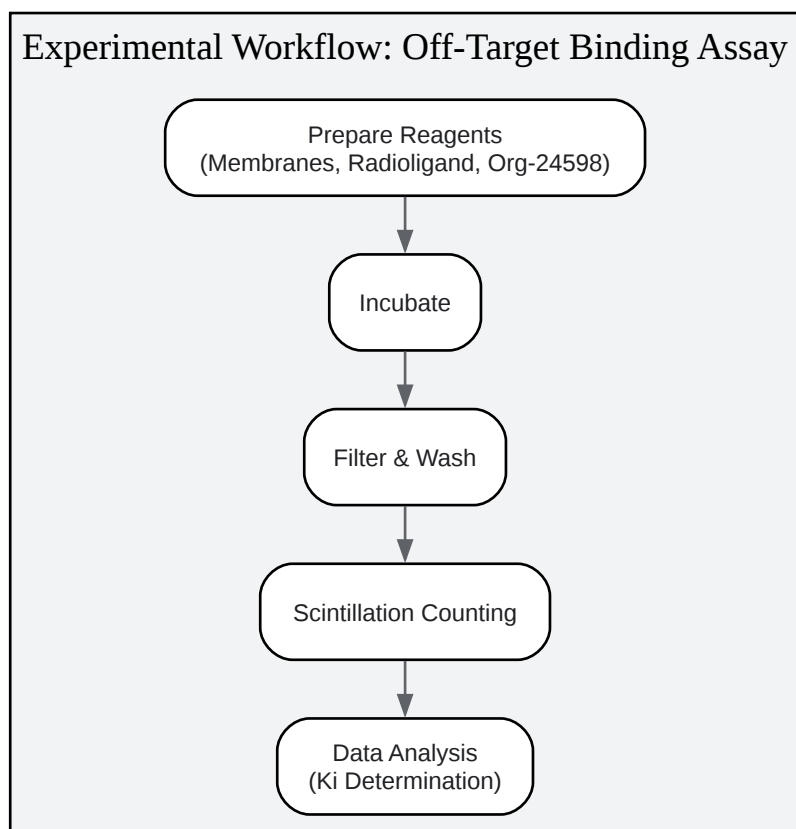 Experimental Workflow: Off-Target Binding Assay
Prepare Reagents
(Membranes, Radioligand, Org-24598)
Incubate
Filter & Wash
Scintillation Counting
Data Analysis
(Ki Determination)